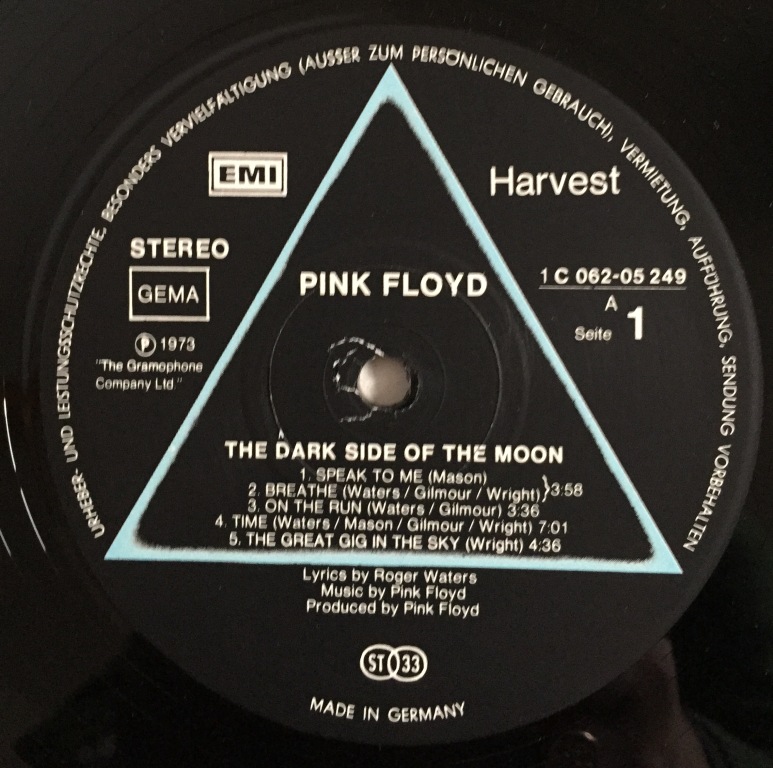 URHEBER- UND LEISTUNGSSCHUTZRECHTE, BESONDERS VERVIELFÄLTIGUNG (AUSSER ZUM PERSÖNLICHEN GEBRAUCH), VERMIETUNG, AUFFÜHRUNG, SENDUNG VORBEHALTEN
EMI
Harvest
STEREO
GEMA
PINK FLOYD
1 C 062-05 249
A
Seite 1
Ⓟ 1973
"The Gramophone
Company Ltd"
THE DARK SIDE OF THE MOON
1. SPEAK TO ME (Mason)
2. BREATHE (Waters / Gilmour / Wright) }3:58
3. ON THE RUN (Waters / Gilmour) 3:36
4. TIME (Waters / Mason / Gilmour / Wright) 7:01
5. THE GREAT GIG IN THE SKY (Wright) 4:36
Lyrics by Roger Waters
Music by Pink Floyd
Produced by Pink Floyd
ST 33
MADE IN GERMANY